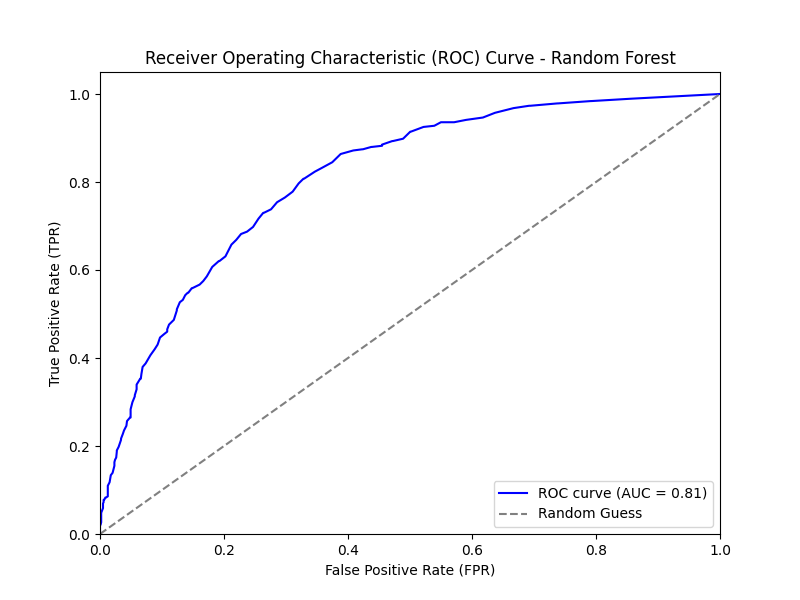 Receiver Operating Characteristic (ROC) Curve - Random Forest
True Positive Rate (TPR)
1.0
0.8
0.6
0.4
0.2
0.0
ROC curve (AUC = 0.81)
Random Guess
0.0 0.2 0.4 0.6 0.8 1.0
False Positive Rate (FPR)